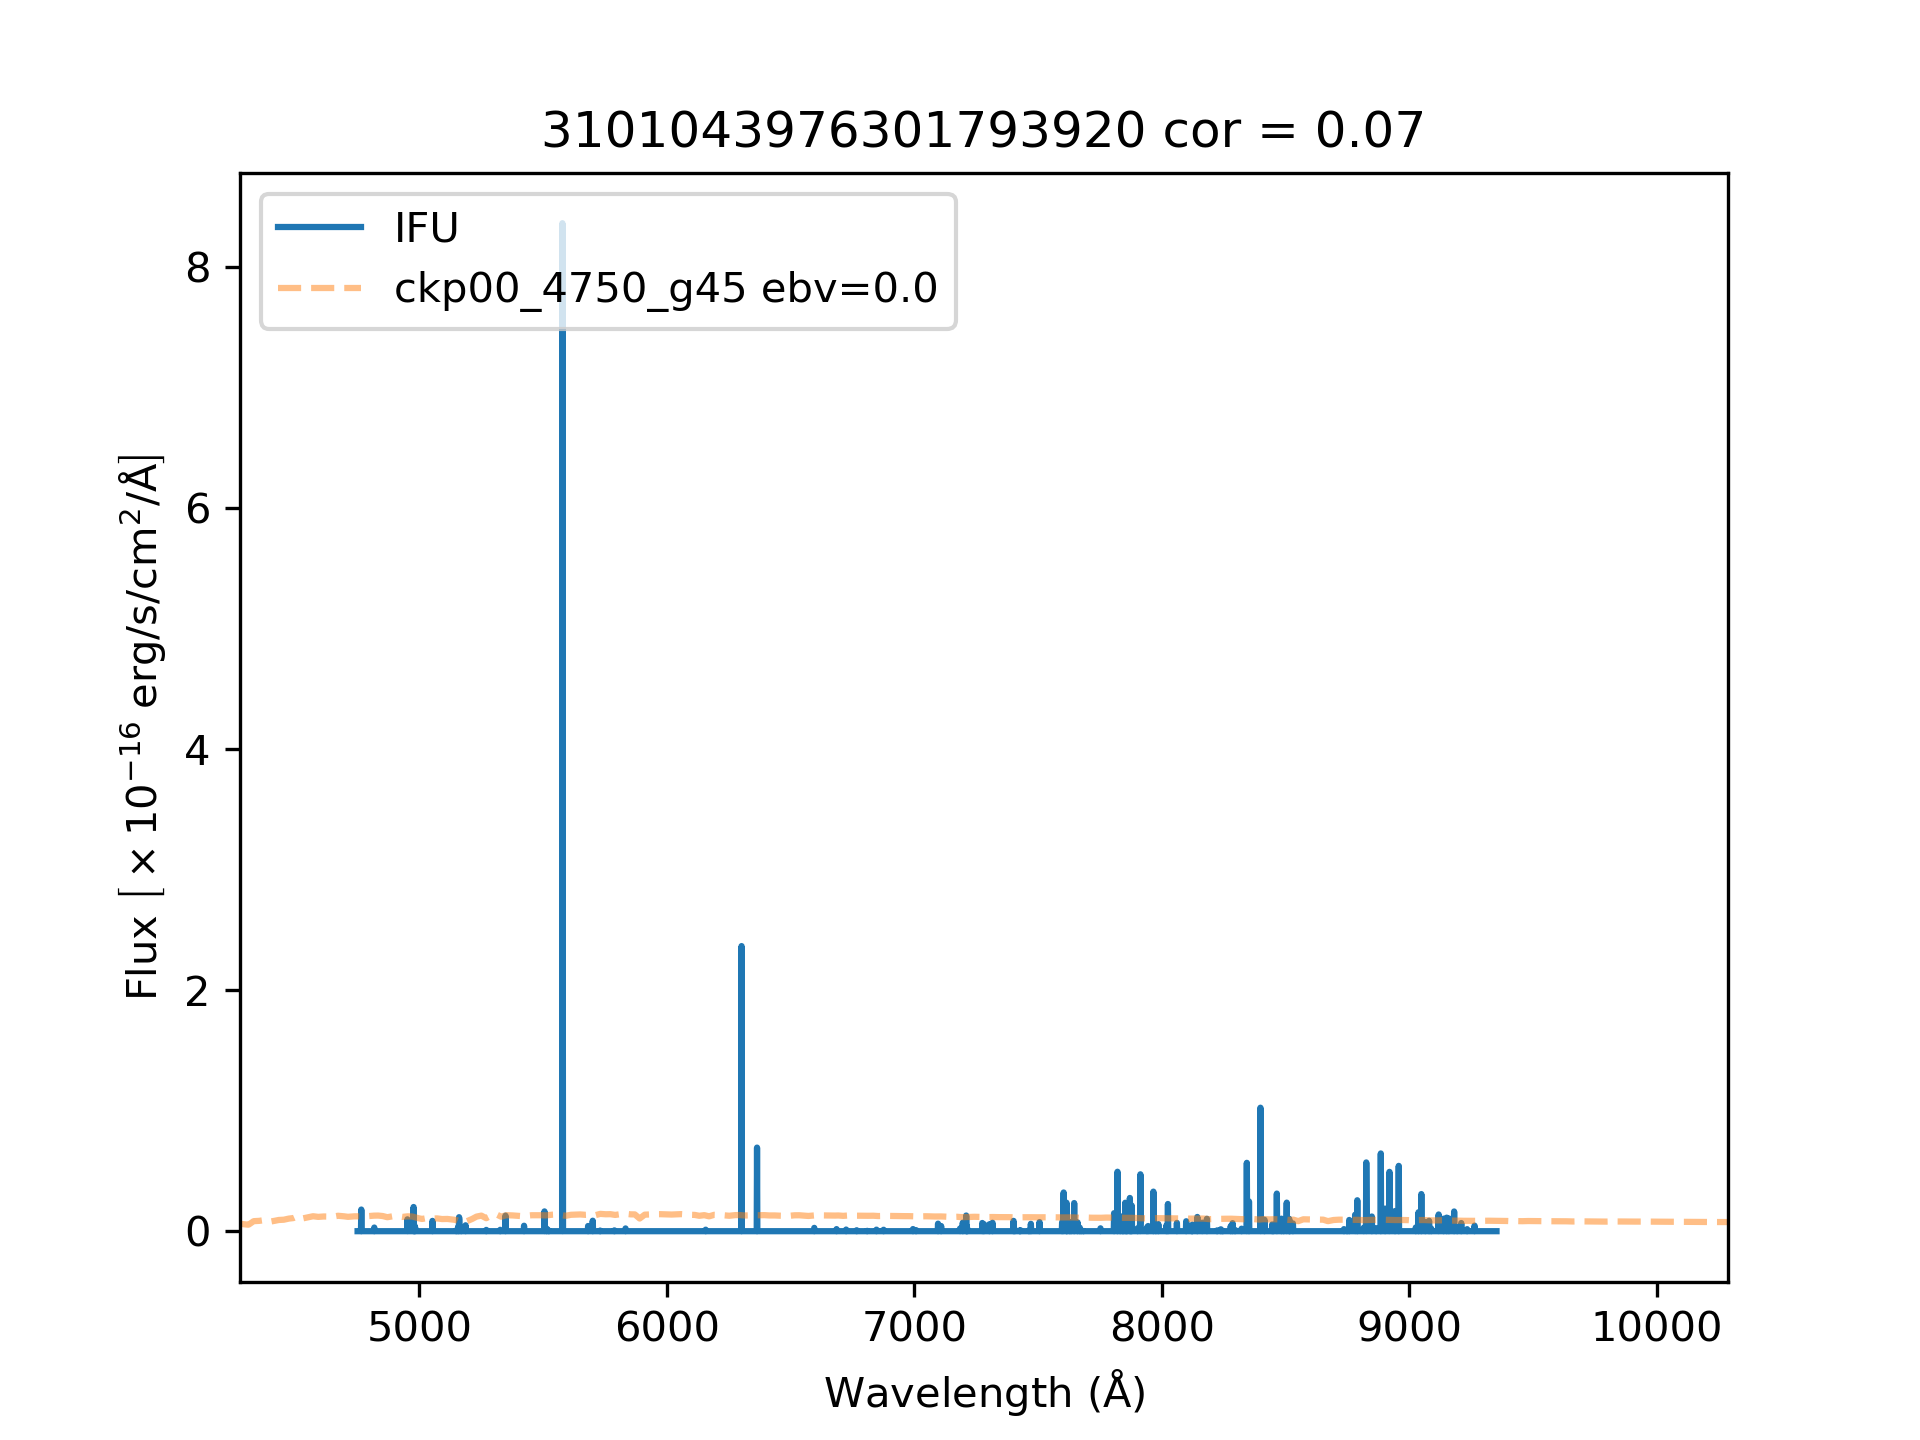 3101043976301793920 cor = 0.07
IFU
ckp00_4750_g45 ebv=0.0
8
6
4
2
0
Flux [×10⁻¹⁶ erg/s/cm²/Å]
5000 6000 7000 8000 9000 10000
Wavelength (Å)